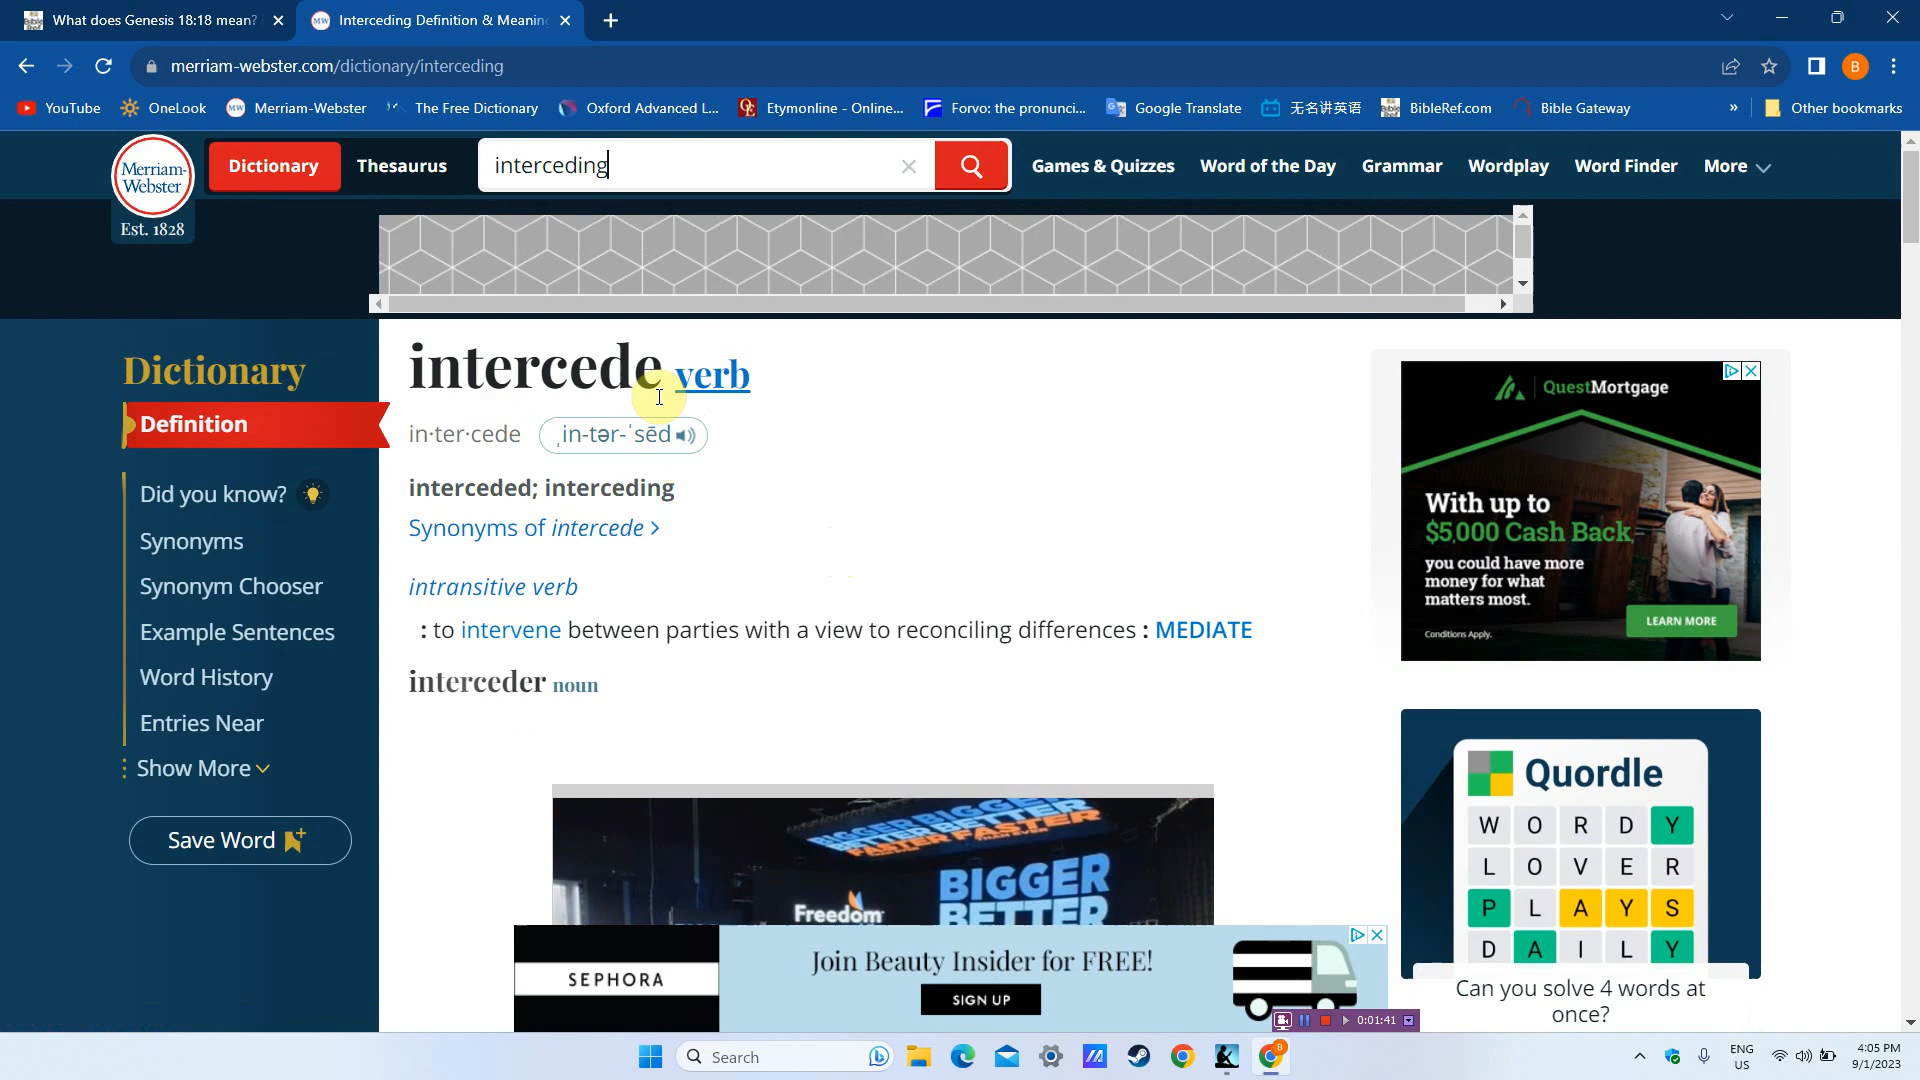 What does Genesis 18:18 mean?
Interceding Definition & Meaning
merriam-webster.com/dictionary/interceding
B
YouTube
OneLook
Merriam-Webster
The Free Dictionary
Oxford Advanced L...
Etymonline - Online...
Forvo: the pronunci...
Google Translate
无名讲英语
BibleRef.com
Bible Gateway
»
Other bookmarks
Merriam-
Webster
Est. 1828
Dictionary
Thesaurus
interceding
Games & Quizzes
Word of the Day
Grammar
Wordplay
Word Finder
More
Dictionary
Definition
Did you know?
Synonyms
Synonym Chooser
Example Sentences
Word History
Entries Near
Show More
Save Word
intercede verb
in·ter·cede
ˌin-tər-ˈsēd
interceded; interceding
Synonyms of intercede >
intransitive verb
: to intervene between parties with a view to reconciling differences : MEDIATE
interceder noun
BIGGER
BETTER
FASTER
BIGGER
BETTER
Freedom
SEPHORA
Join Beauty Insider for FREE!
SIGN UP
QuestMortgage
With up to
$5,000 Cash Back,
you could have more
money for what
matters most.
LEARN MORE
Conditions Apply.
Quordle
W O R D Y
L O V E R
P L A Y S
D A I L Y
Can you solve 4 words at
once?
0:01:41
Search
ENG
US
4:05 PM
9/1/2023